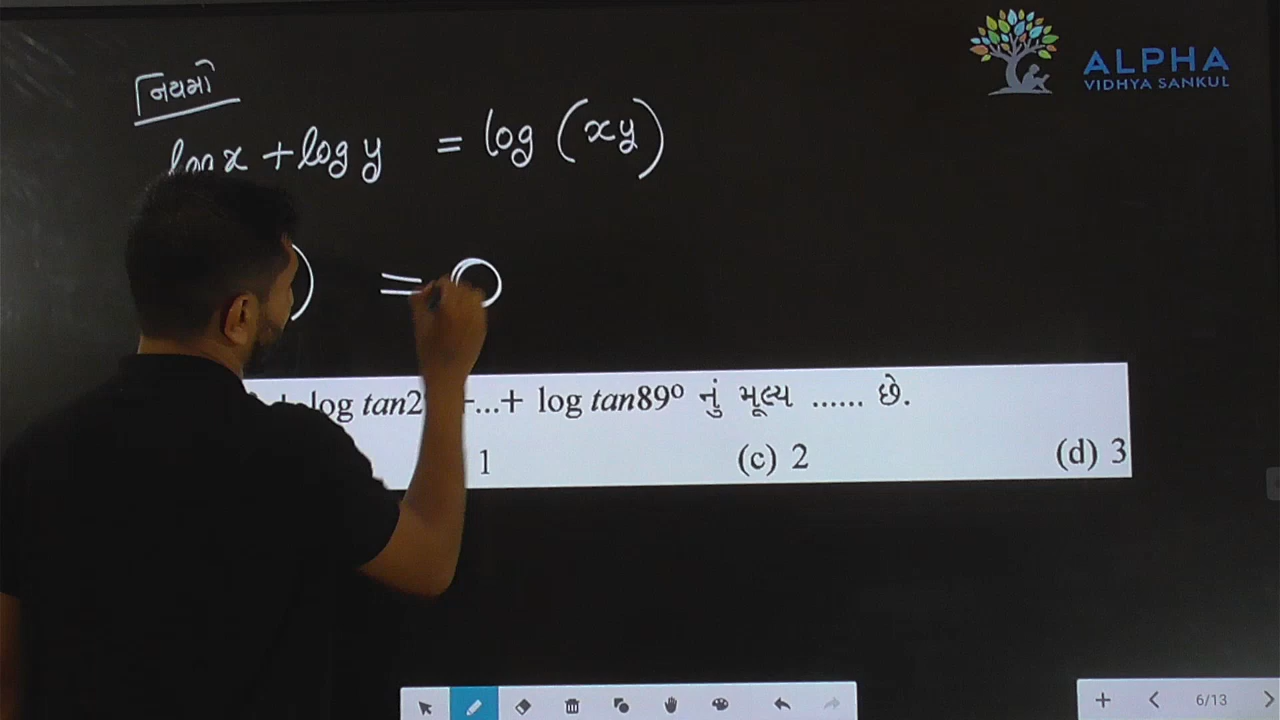 નિયમો
ALPHA
VIDHYA SANKUL
log x + log y = log (xy)
) = 0
+ log tan2 +...+ log tan89° નું મૂલ્ય ...... છે.
1 (c) 2 (d) 3
6/13